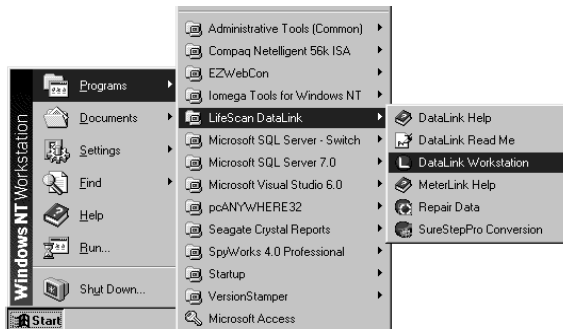 Windows NT Workstation
Programs
Documents
Settings
Find
Help
Run...
Shut Down...
Start
Administrative Tools (Common)
Compaq Netelligent 56k ISA
EZWebCon
Iomega Tools for Windows NT
LifeScan DataLink
Microsoft SQL Server - Switch
Microsoft SQL Server 7.0
Microsoft Visual Studio 6.0
pcANYWHERE32
Seagate Crystal Reports
SpyWorks 4.0 Professional
Startup
VersionStamper
Microsoft Access
DataLink Help
DataLink Read Me
DataLink Workstation
MeterLink Help
Repair Data
SureStepPro Conversion